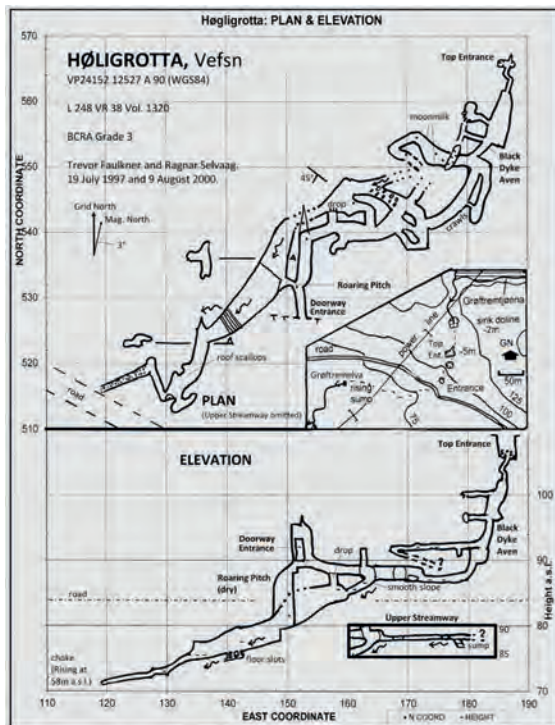 Høgligrotta: PLAN & ELEVATION
570
560
550
540
530
520
510
NORTH COORDINATE
HØLIGROTTA, Vefsn
VP24152 12527 A 90 (WGS84)
L 248 VR 38 Vol. 1320
BCRA Grade 3
Trevor Faulkner and Ragnar Selvaag.
19 July 1997 and 9 August 2000.
Grid North
Mag. North
3°
Top Entrance
moonmilk
Black
Dyke
Aven
45°
drop
crawls
Roaring Pitch
Doorway
Entrance
roof scallops
PLAN
(Upper Streamway omitted)
road
Grøftremtjønna
sink doline
-2m
power line
Top
Ent.
-5m
GN
50m
road
Grøftremelva
rising
sump
Entrance
125
100
75
ELEVATION
Top Entrance
100
90
80
70
Height a.s.l.
Black
Dyke
Aven
Doorway
Entrance
drop
Roaring Pitch
(dry)
smooth slope
road
Upper Streamway
90
?
sump
85
?
choke
(Rising at
58m a.s.l.)
floor slots
110 120 130 140 150 160 170 180 190
EAST COORDINATE
N COORD
HEIGHT